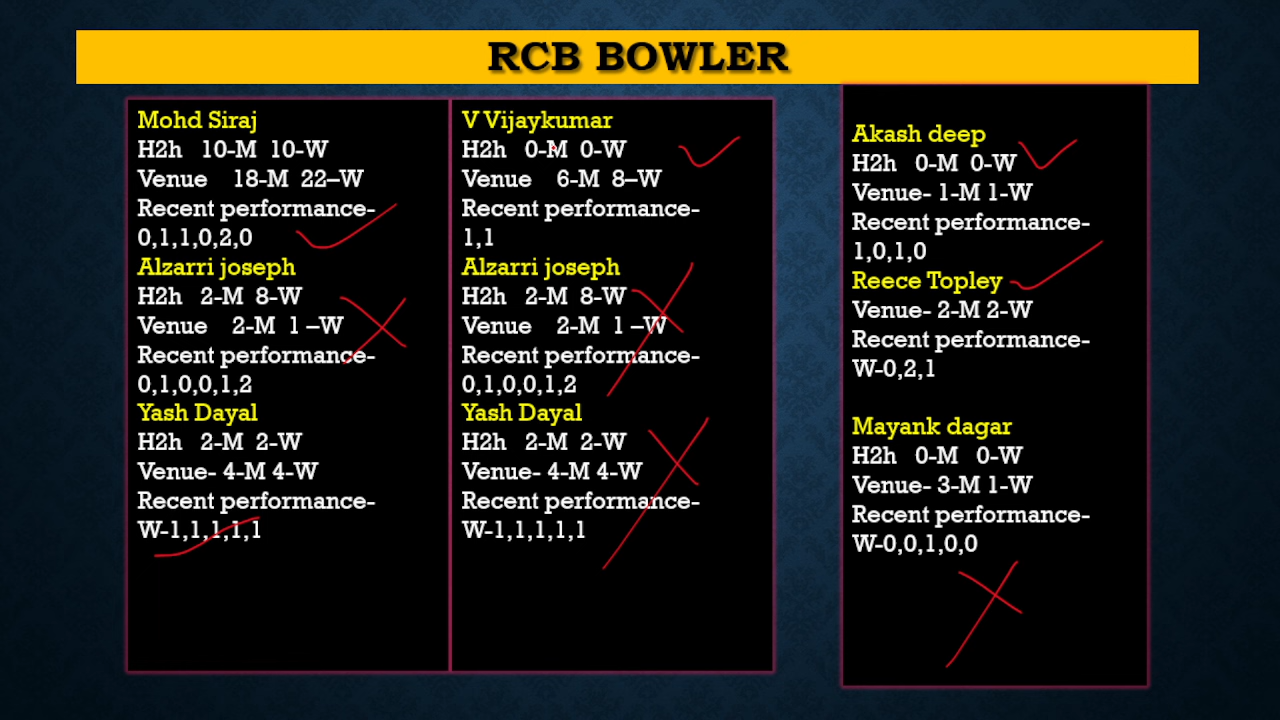 RCB BOWLER
Mohd Siraj
H2h 10-M 10-W
Venue 18-M 22–W
Recent performance-
0,1,1,0,2,0
Alzarri joseph
H2h 2-M 8-W
Venue 2-M 1 –W
Recent performance-
0,1,0,0,1,2
Yash Dayal
H2h 2-M 2-W
Venue- 4-M 4-W
Recent performance-
W-1,1,1,1,1
V Vijaykumar
H2h 0-M 0-W
Venue 6-M 8–W
Recent performance-
1,1
Alzarri joseph
H2h 2-M 8-W
Venue 2-M 1 –W
Recent performance-
0,1,0,0,1,2
Yash Dayal
H2h 2-M 2-W
Venue- 4-M 4-W
Recent performance-
W-1,1,1,1,1
Akash deep
H2h 0-M 0-W
Venue- 1-M 1-W
Recent performance-
1,0,1,0
Reece Topley
Venue- 2-M 2-W
Recent performance-
W-0,2,1
Mayank dagar
H2h 0-M 0-W
Venue- 3-M 1-W
Recent performance-
W-0,0,1,0,0